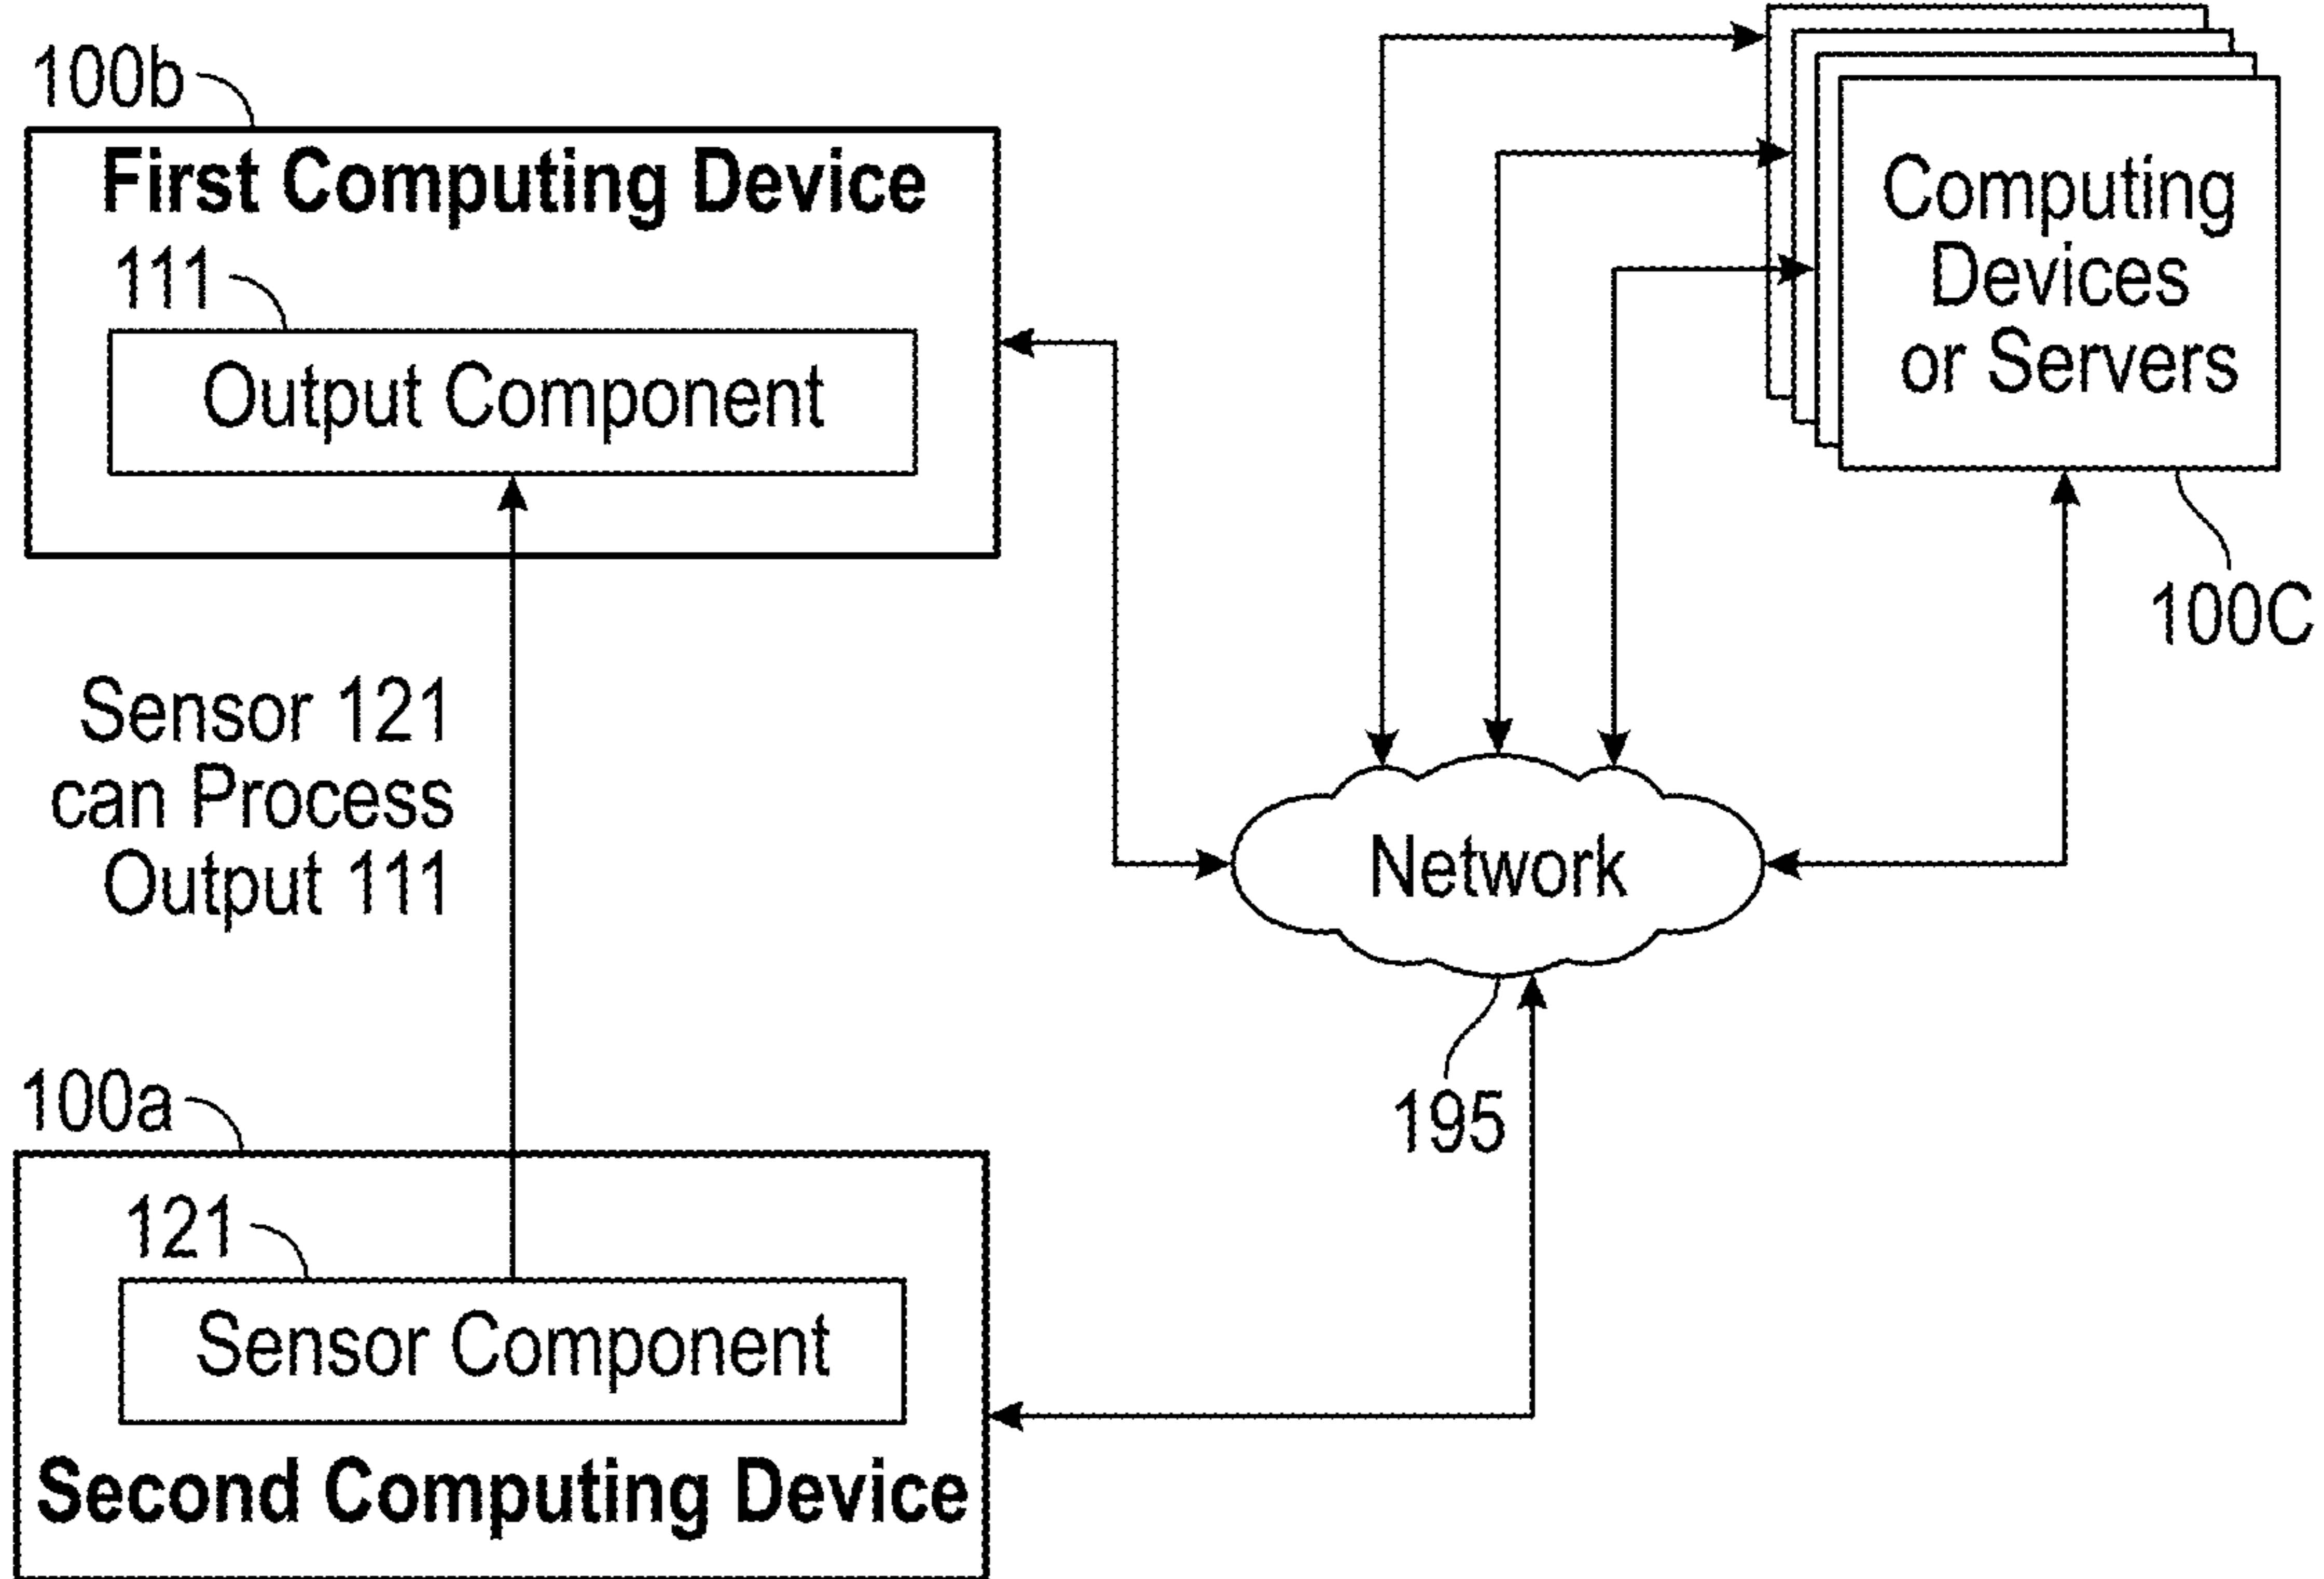 100b
First Computing Device
111
Output Component
Sensor 121
can Process
Output 111
100a
121
Sensor Component
Second Computing Device
Computing
Devices
or Servers
100C
Network
195